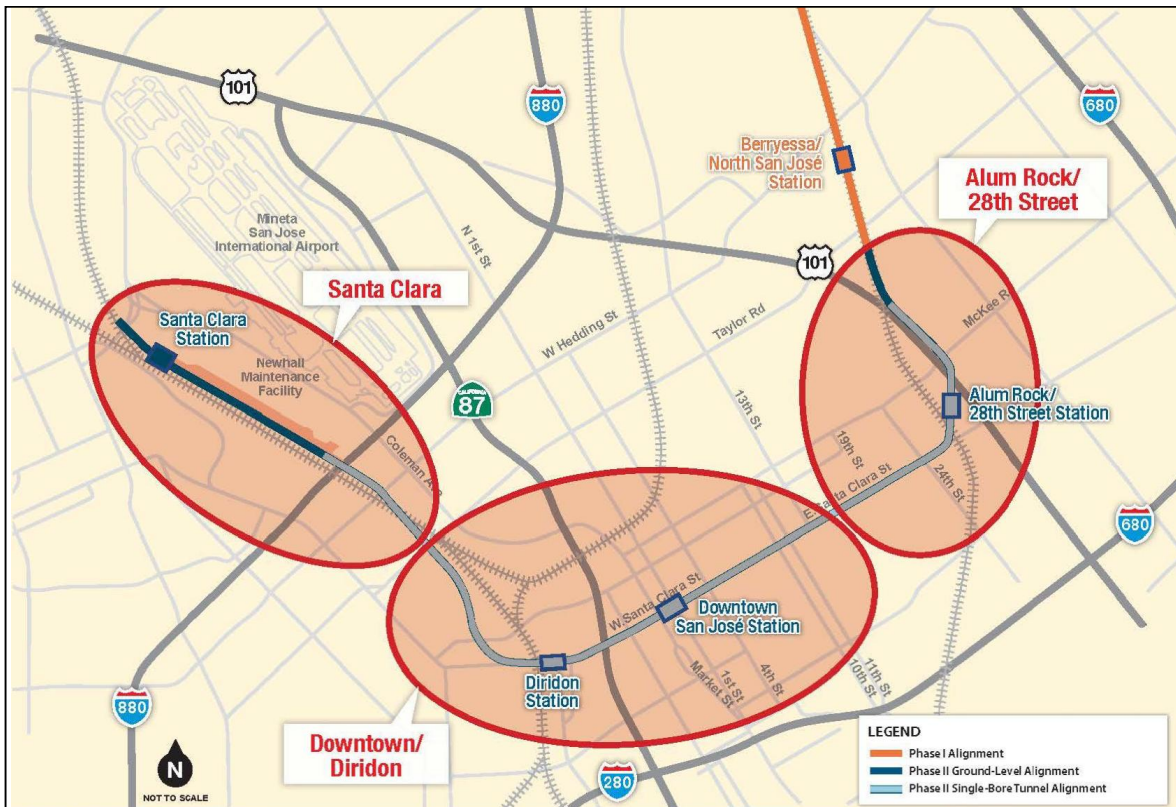 101
880
680
Berryessa/
North San José
Station
Alum Rock/
28th Street
Mineta
San Jose
International Airport
N 1st St
101
Santa Clara
W Hedding St
Taylor Rd
McKee R
Santa Clara
Station
Newhall
Maintenance
Facility
CALIFORNIA
87
13th St
Alum Rock/
28th Street Station
19th St
24th St
Coleman A e
E. Santa Clara St
680
W. Santa Clara St
Downtown
San José Station
Diridon
Station
Market St
1st St
4th St
11th St
10th St
880
Downtown/
Diridon
280
N
NOT TO SCALE
LEGEND
Phase I Alignment
Phase II Ground-Level Alignment
Phase II Single-Bore Tunnel Alignment